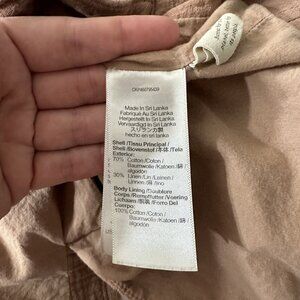 Made In Sri Lanka
Fabriqué Au Sri Lanka
Hergestellt In Sri Lanka
Vervaardigd In Sri Lanka
スリランカ製
hecho en Sri Lanka
Shell /Tissu Principal /
Shell /Bovenstof /本体 /Tela
Exterior:
70% Cotton /Coton /
Baumwolle /Katoen /綿 /
algodón
30% Linen /Lin /Leinen /
Linnen /麻 /lino
Body Lining /Doublure
Corps /Rumpffutter /Voering
Lichaam /胴裏 /Forro Del
Cuerpo:
100% Cotton /Coton /
Baumwolle /Katoen /綿 /
algodón